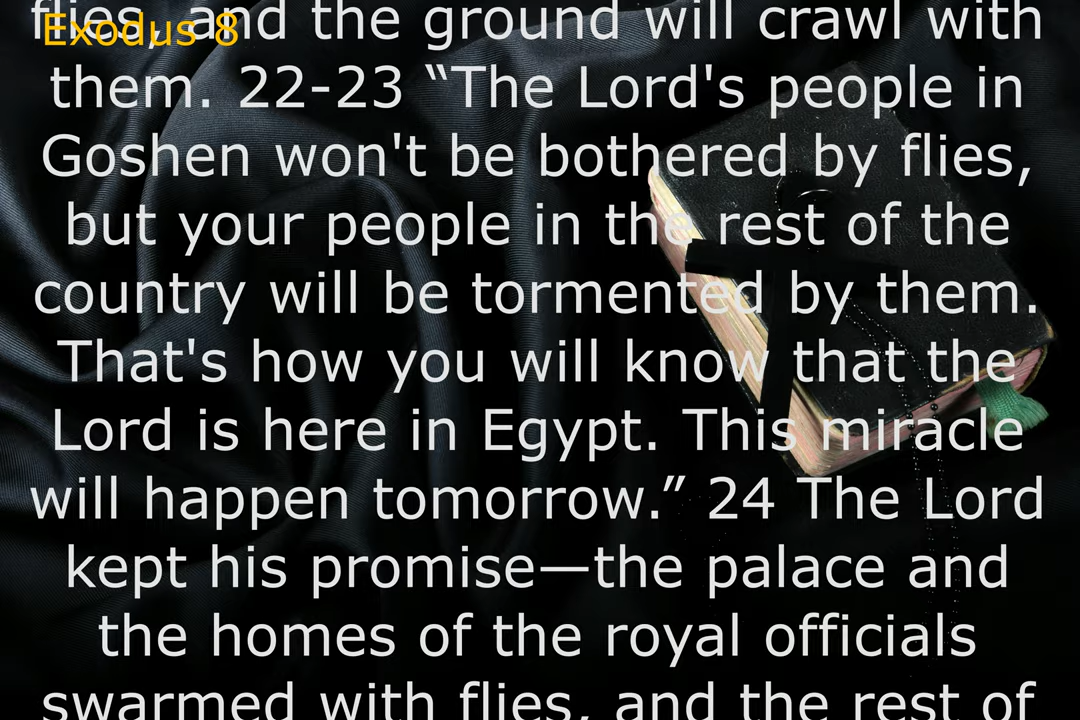 Exodus 8
flies, and the ground will crawl with
them. 22-23 “The Lord's people in
Goshen won't be bothered by flies,
but your people in the rest of the
country will be tormented by them.
That's how you will know that the
Lord is here in Egypt. This miracle
will happen tomorrow.” 24 The Lord
kept his promise—the palace and
the homes of the royal officials
swarmed with flies, and the rest of